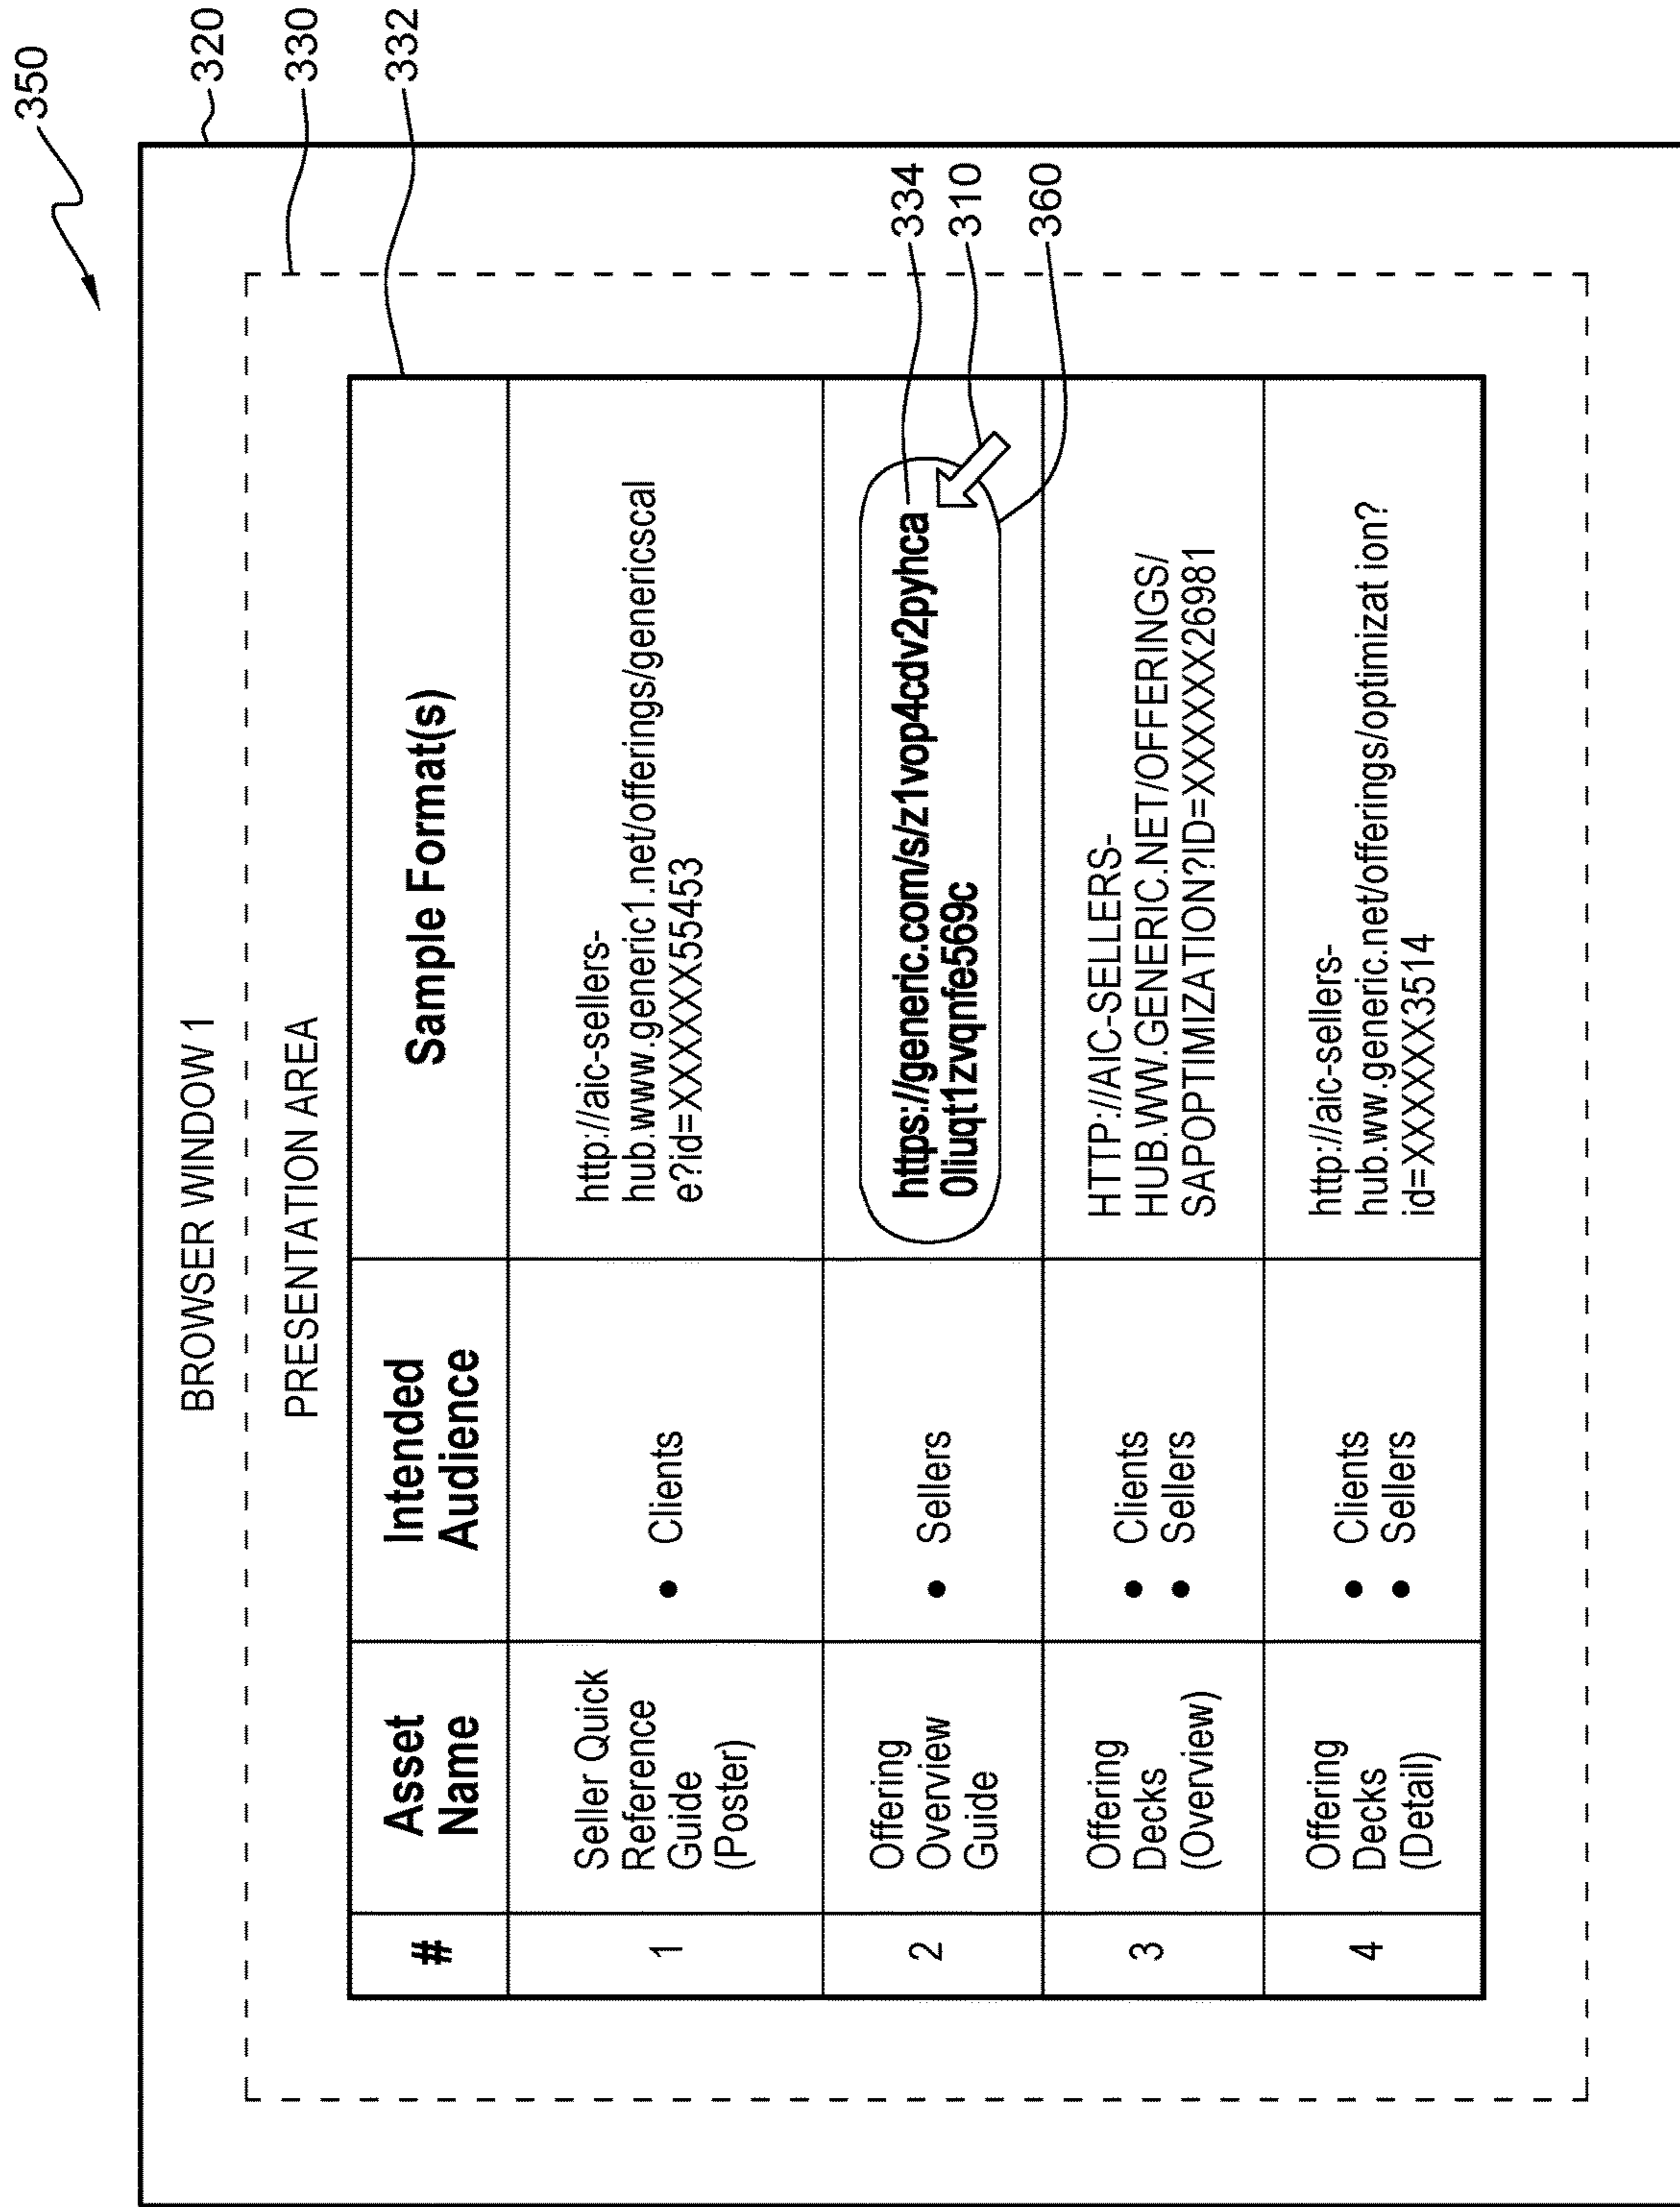 350
BROWSER WINDOW 1
320
PRESENTATION AREA
330
332
#
Asset
Name
Intended
Audience
Sample Format(s)
1
Seller Quick
Reference
Guide
(Poster)
• Clients
http://aic-sellers-
hub.www.generic1.net/offerings/genericscal
e?id=XXXXXX55453
2
Offering
Overview
Guide
• Sellers
https://generic.com/s/z1vop4cdv2pyhca
0liuqt1zvqnfe569c
334
310
360
3
Offering
Decks
(Overview)
• Clients
• Sellers
HTTP://AIC-SELLERS-
HUB.WW.GENERIC.NET/OFFERINGS/
SAPOPTIMIZATION?ID=XXXXXX26981
4
Offering
Decks
(Detail)
• Clients
• Sellers
http://aic-sellers-
hub.ww.generic.net/offerings/optimizat ion?
id=XXXXXX3514